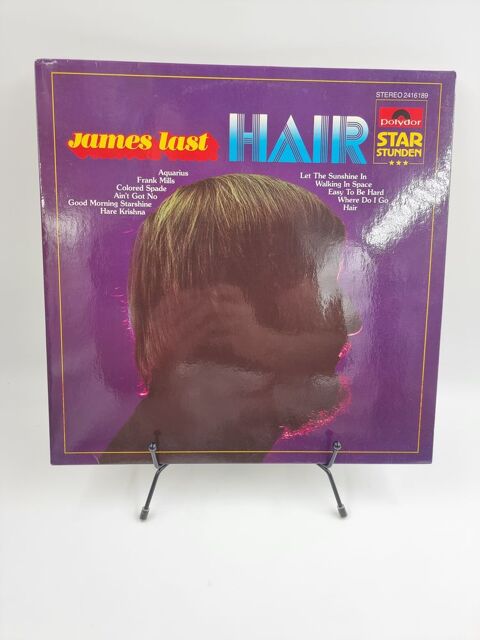 STEREO 2416189
Polydor
STAR
STUNDEN
james last
HAIR
Aquarius
Frank Mills
Colored Spade
Ain't Got No
Good Morning Starshine
Hare Krishna
Let The Sunshine In
Walking In Space
Easy To Be Hard
Where Do I Go
Hair